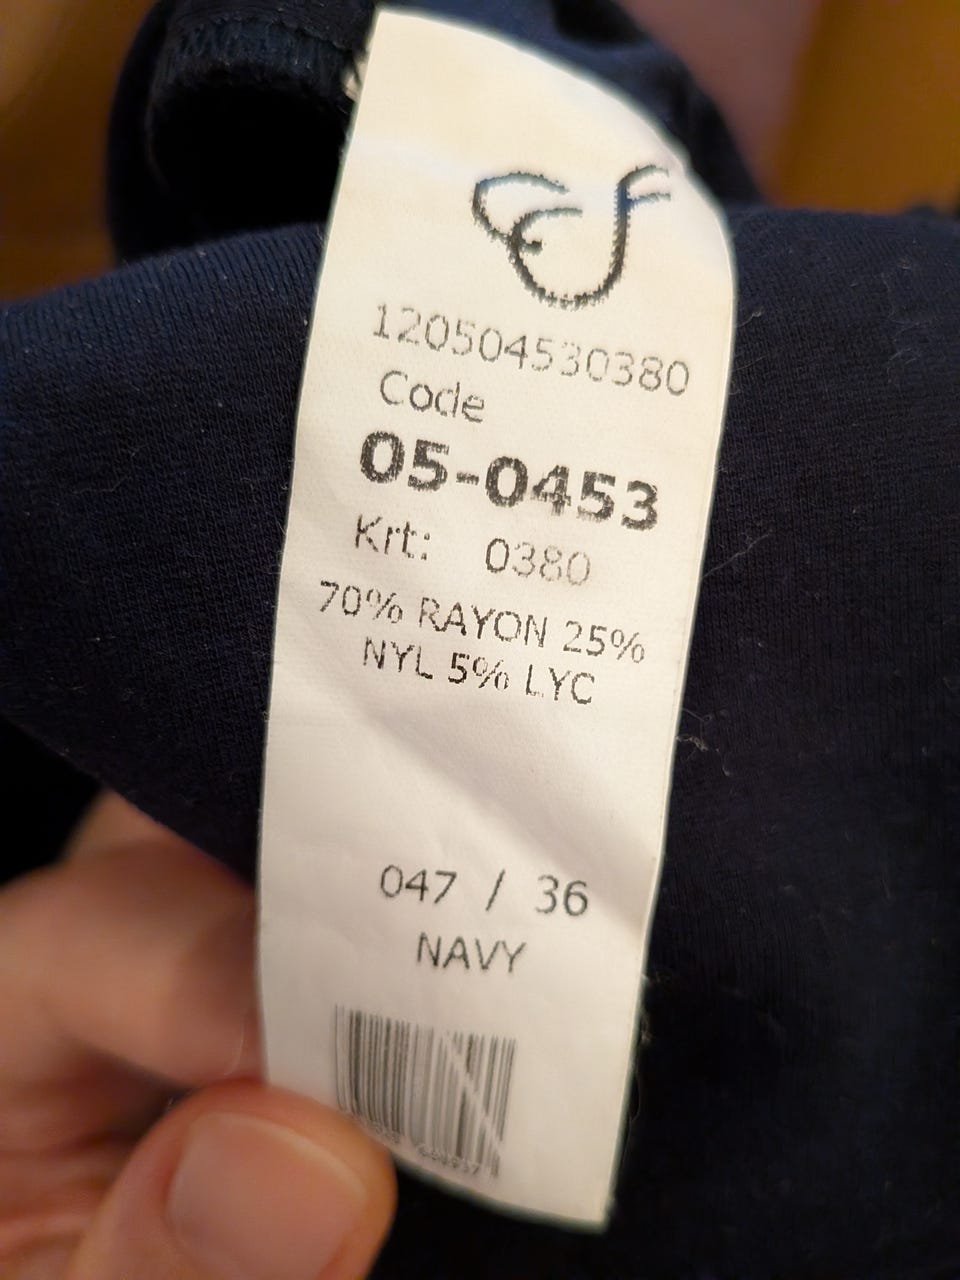 120504530380
Code
05-0453
Krt: 0380
70% RAYON 25%
NYL 5% LYC
047 / 36
NAVY